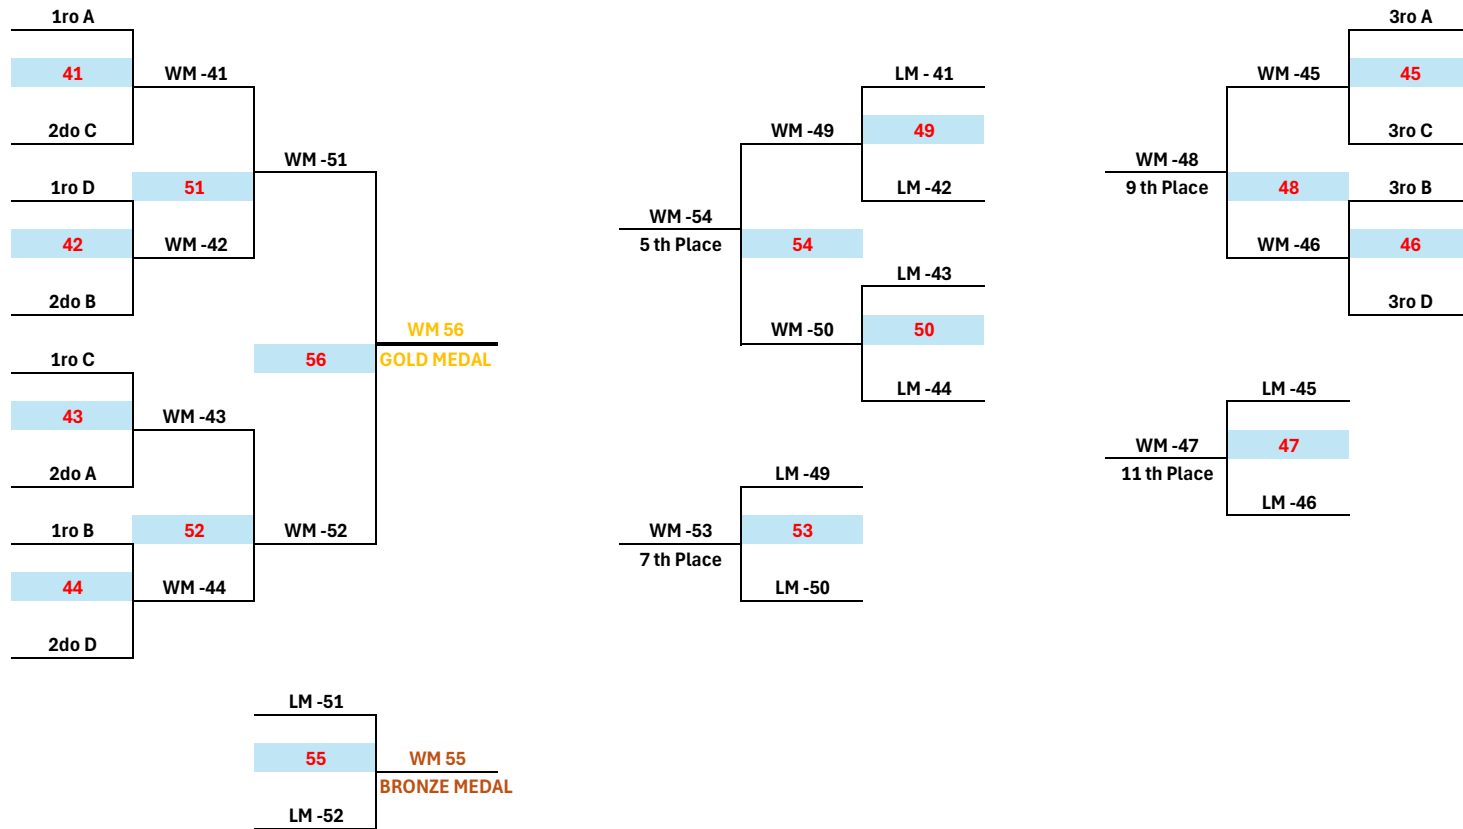 1ro A
41
WM -41
2do C
WM -51
1ro D
51
42
WM -42
2do B
WM 56
56
GOLD MEDAL
1ro C
43
WM -43
2do A
1ro B
52
WM -52
44
WM -44
2do D
LM -51
55
WM 55
BRONZE MEDAL
LM -52
LM - 41
WM -49
49
LM -42
WM -54
5 th Place
54
LM -43
WM -50
50
LM -44
LM -49
WM -53
53
7 th Place
LM -50
3ro A
WM -45
45
3ro C
WM -48
9 th Place
48
3ro B
WM -46
46
3ro D
LM -45
WM -47
47
11 th Place
LM -46